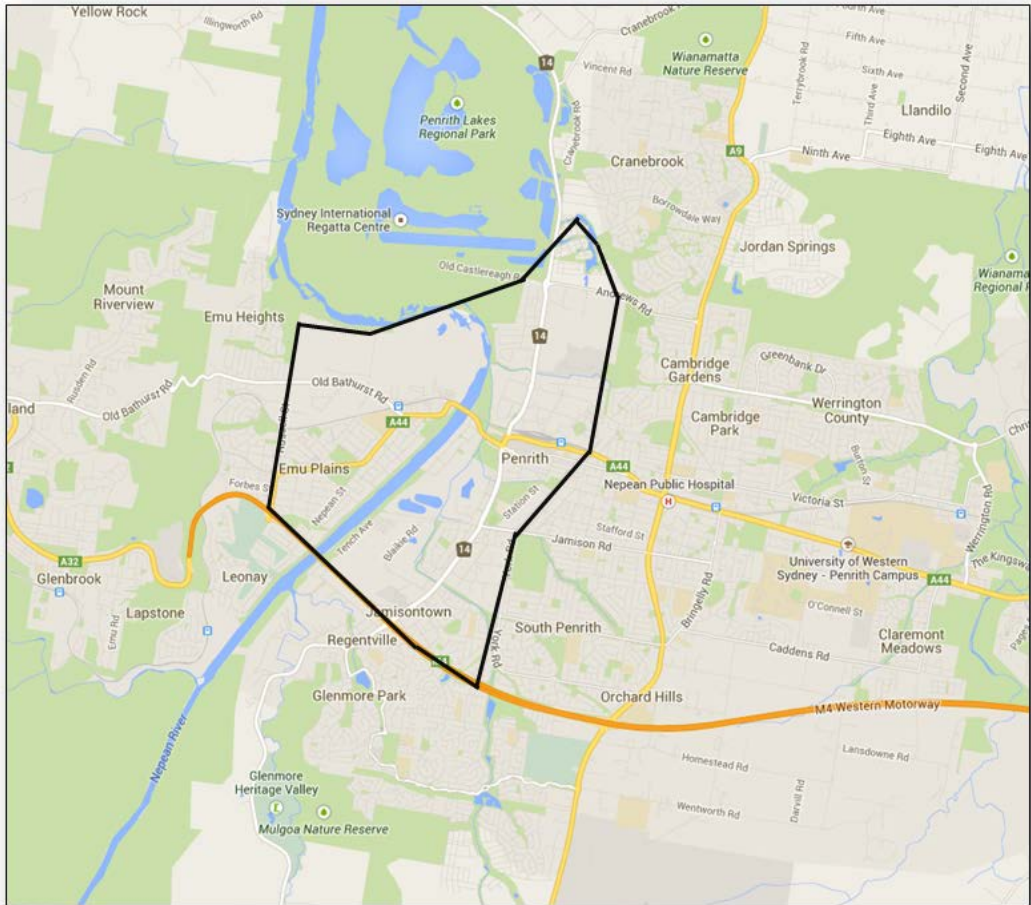 Yellow Rock
Illingworth Rd
14
Vincent Rd
Cranebrook Rd
Wianamatta
Nature Reserve
Fifth Ave
Sixth Ave
Terrybrook Rd
Third Ave
Second Ave
Llandilo
Eighth Ave
Eighth Ave
Ninth Ave
A9
Penrith Lakes
Regional Park
Cranebrook
Borrowdale Way
Sydney International
Regatta Centre
Jordan Springs
Old Castlereagh
Andrews Rd
Mount
Riverview
Emu Heights
14
Rusden Rd
Old Bathurst Rd
Old Bathurst Rd
A44
Cambridge
Gardens
Greenbank Dr
Cambridge
Park
Werrington
County
Emu Plains
Penrith
A44
Nepean Public Hospital
H
Burton St
Victoria St
Werrington Rd
Forbes
Nepean St
Tench Ave
Blaikie Rd
Station St
Stafford St
Jamison Rd
14
A32
Glenbrook
Leonay
Lapstone
Emu Rd
University of Western
Sydney - Penrith Campus
The
A44
O'Connell St
Bringelly Rd
Claremont
Meadows
Caddens Rd
Jamisontown
Regentville
South Penrith
York Rd
Glenmore Park
Orchard Hills
M4 Western Motorway
Nepean River
Homestead Rd
Lansdowne Rd
Darvill Rd
Wentworth Rd
Glenmore
Heritage Valley
Mulgoa Nature Reserve